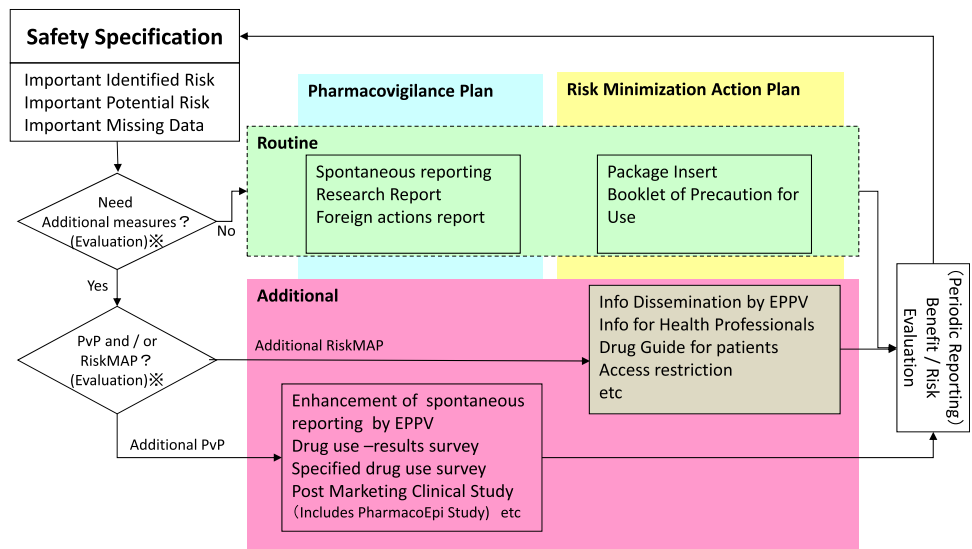 Safety Specification
Important Identified Risk
Important Potential Risk
Important Missing Data
Pharmacovigilance Plan
Risk Minimization Action Plan
Routine
Spontaneous reporting
Research Report
Foreign actions report
Package Insert
Booklet of Precaution for
Use
Need
Additional measures？
(Evaluation)※
No
Yes
Additional
PvP and / or
RiskMAP？
(Evaluation)※
Additional RiskMAP
Info Dissemination by EPPV
Info for Health Professionals
Drug Guide for patients
Access restriction
etc
Additional PvP
Enhancement of spontaneous
reporting by EPPV
Drug use –results survey
Specified drug use survey
Post Marketing Clinical Study
（Includes PharmacoEpi Study) etc
(Periodic Reporting)
Benefit / Risk
Evaluation